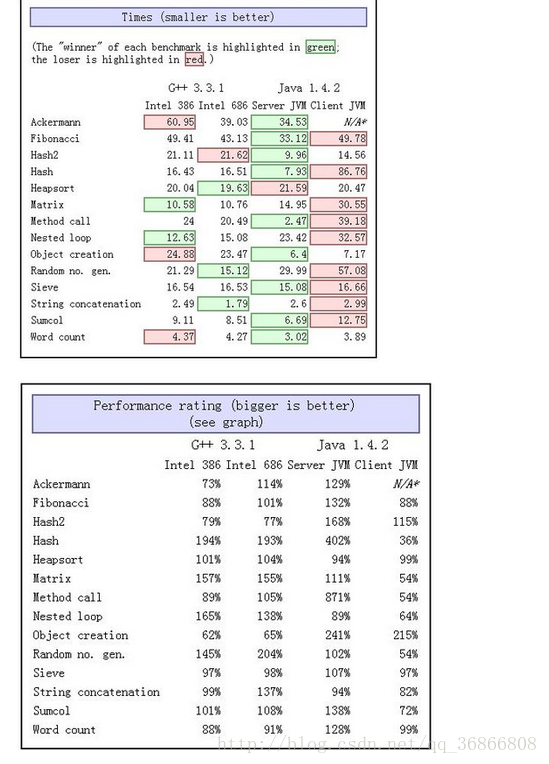 Times (smaller is better)
(The "winner" of each benchmark is highlighted in green;
the loser is highlighted in red.)
G++ 3.3.1 Java 1.4.2
Intel 386 Intel 686 Server JVM Client JVM
Ackermann 60.95 39.03 34.53 N/A*
Fibonacci 49.41 43.13 33.12 49.78
Hash2 21.11 21.62 9.96 14.56
Hash 16.43 16.51 7.93 86.76
Heapsort 20.04 19.63 21.59 20.47
Matrix 10.58 10.76 14.95 30.55
Method call 24 20.49 2.47 39.18
Nested loop 12.63 15.08 23.42 32.57
Object creation 24.88 23.47 6.4 7.17
Random no. gen. 21.29 15.12 29.99 57.08
Sieve 16.54 16.53 15.08 16.66
String concatenation 2.49 1.79 2.6 2.99
Sumcol 9.11 8.51 6.69 12.75
Word count 4.37 4.27 3.02 3.89
Performance rating (bigger is better)
(see graph)
G++ 3.3.1 Java 1.4.2
Intel 386 Intel 686 Server JVM Client JVM
Ackermann 73% 114% 129% N/A*
Fibonacci 88% 101% 132% 88%
Hash2 79% 77% 168% 115%
Hash 194% 193% 402% 36%
Heapsort 101% 104% 94% 99%
Matrix 157% 155% 111% 54%
Method call 89% 105% 871% 54%
Nested loop 165% 138% 89% 64%
Object creation 62% 65% 241% 215%
Random no. gen. 145% 204% 102% 54%
Sieve 97% 98% 107% 97%
String concatenation 99% 137% 94% 82%
Sumcol 101% 108% 138% 72%
Word count 88% 91% 128% 99%
http://blog.csdn.net/qq_36866808